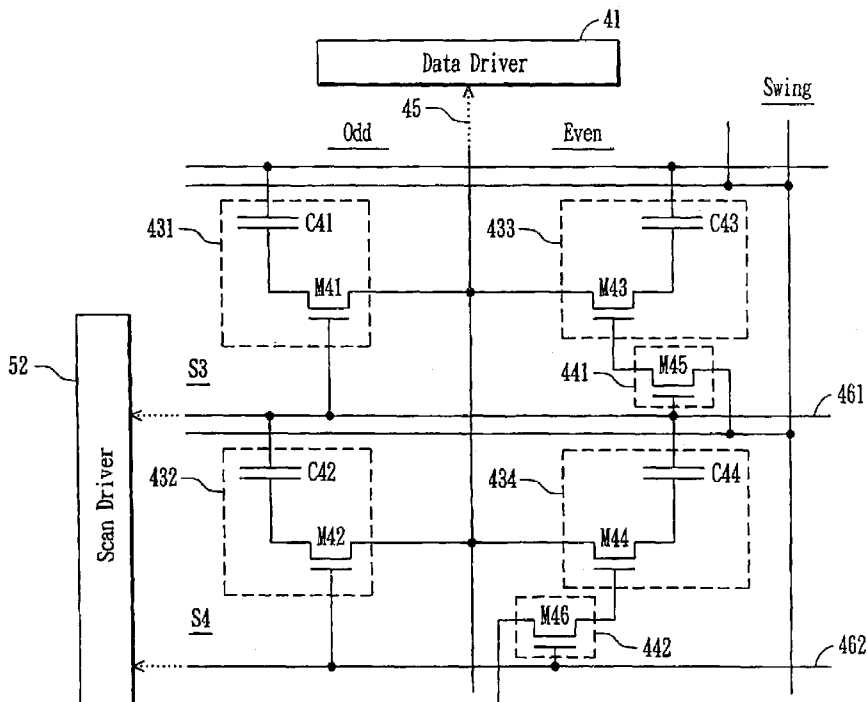 41
Data Driver
45
Swing
Odd
Even
431
C41
433
C43
M41
M43
52
S3
441
M45
461
432
C42
434
C44
Scan Driver
M42
M44
S4
M46
442
462